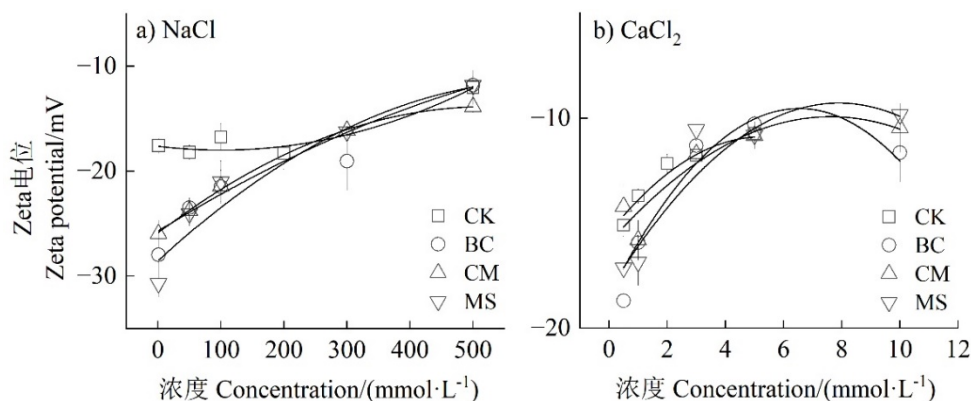 a) NaCl
−10
−20
−30
Zeta电位
Zeta potential/mV
CK
BC
CM
MS
0
100
200
300
400
500
浓度 Concentration/(mmol·L-1)
b) CaCl2
−10
−20
CK
BC
CM
MS
0
2
4
6
8
10
12
浓度 Concentration/(mmol·L-1)